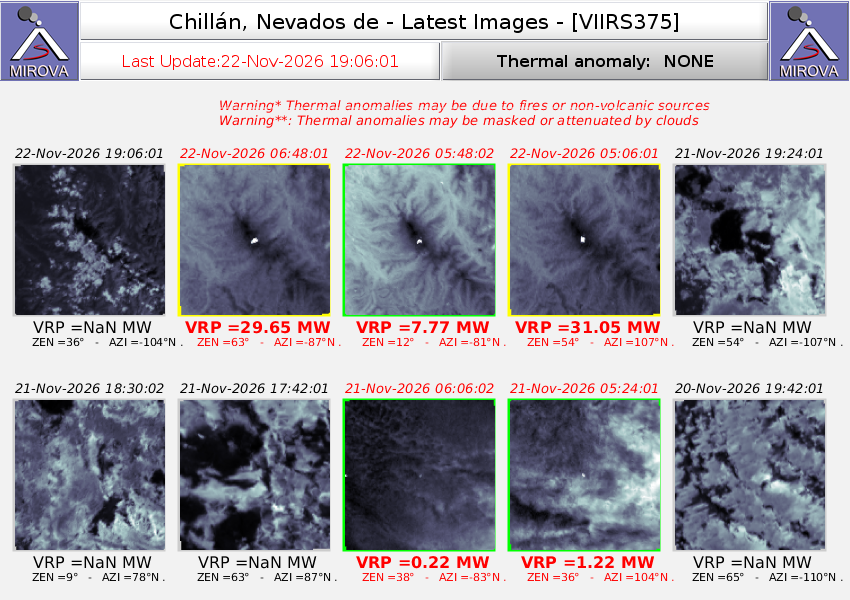 Chillán, Nevados de - Latest Images - [VIIRS375]
MIROVA
Last Update:22-Nov-2026 19:06:01
Thermal anomaly: NONE
MIROVA
Warning* Thermal anomalies may be due to fires or non-volcanic sources
Warning**: Thermal anomalies may be masked or attenuated by clouds
22-Nov-2026 19:06:01
22-Nov-2026 06:48:01
22-Nov-2026 05:48:02
22-Nov-2026 05:06:01
21-Nov-2026 19:24:01
VRP =NaN MW
VRP =29.65 MW
VRP =7.77 MW
VRP =31.05 MW
VRP =NaN MW
ZEN =36° - AZI =-104°N .
ZEN =63° - AZI =-87°N .
ZEN =12° - AZI =-81°N .
ZEN =54° - AZI =107°N .
ZEN =54° - AZI =-107°N .
21-Nov-2026 18:30:02
21-Nov-2026 17:42:01
21-Nov-2026 06:06:02
21-Nov-2026 05:24:01
20-Nov-2026 19:42:01
VRP =NaN MW
VRP =NaN MW
VRP =0.22 MW
VRP =1.22 MW
VRP =NaN MW
ZEN =9° - AZI =78°N .
ZEN =63° - AZI =87°N .
ZEN =38° - AZI =-83°N .
ZEN =36° - AZI =104°N .
ZEN =65° - AZI =-110°N .